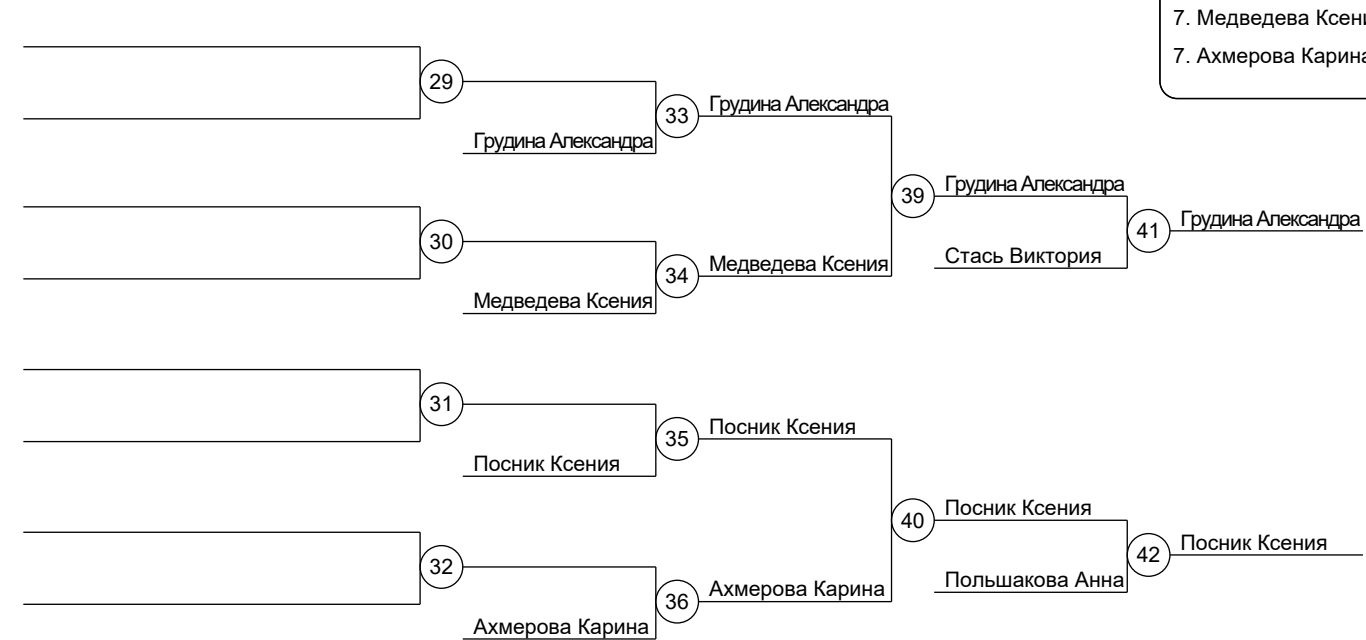 7. Медведева Ксени
7. Ахмерова Карина
29
33
Грудина Александра
Грудина Александра
39
Грудина Александра
41
Грудина Александра
30
34
Медведева Ксения
Стась Виктория
Медведева Ксения
31
35
Посник Ксения
Посник Ксения
40
Посник Ксения
42
Посник Ксения
32
36
Ахмерова Карина
Польшакова Анна
Ахмерова Карина